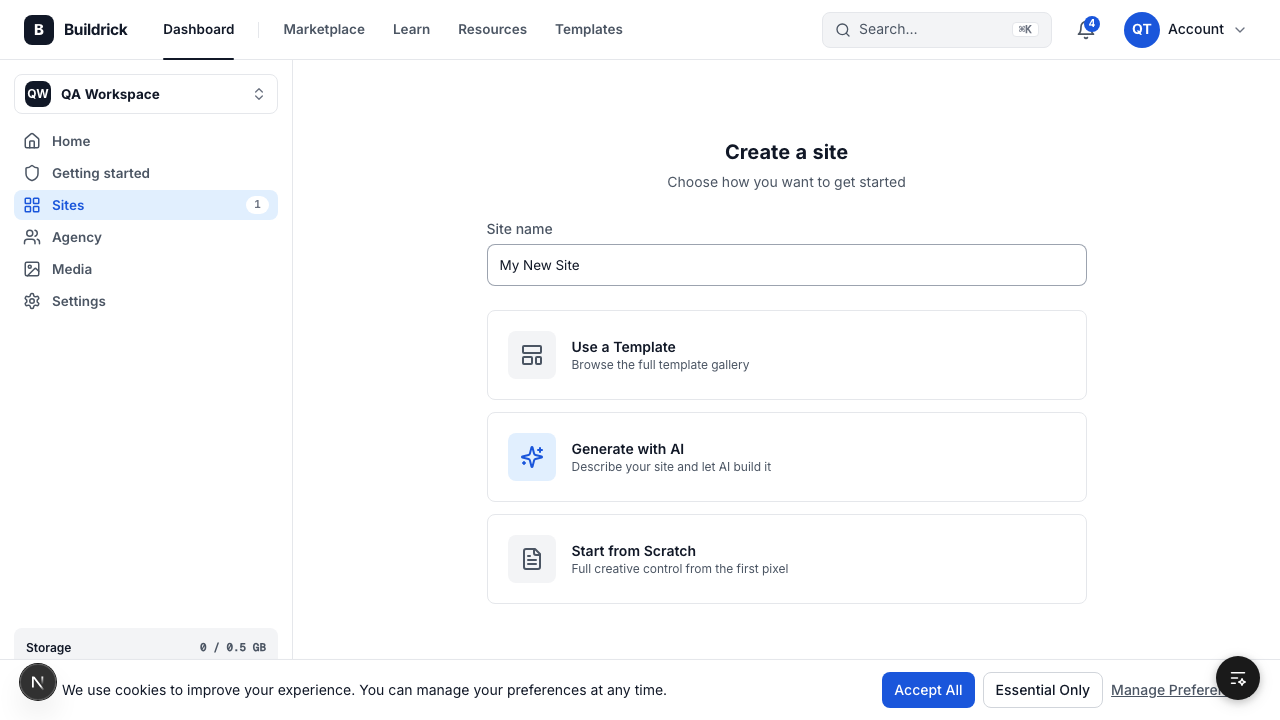 B Buildrick Dashboard Marketplace Learn Resources Templates Search... ⌘K 4 QT Account
QW QA Workspace
Home
Getting started
Sites 1
Agency
Media
Settings
Create a site
Choose how you want to get started
Site name
My New Site
Use a Template
Browse the full template gallery
Generate with AI
Describe your site and let AI build it
Start from Scratch
Full creative control from the first pixel
Storage 0 / 0.5 GB
N We use cookies to improve your experience. You can manage your preferences at any time. Accept All Essential Only Manage